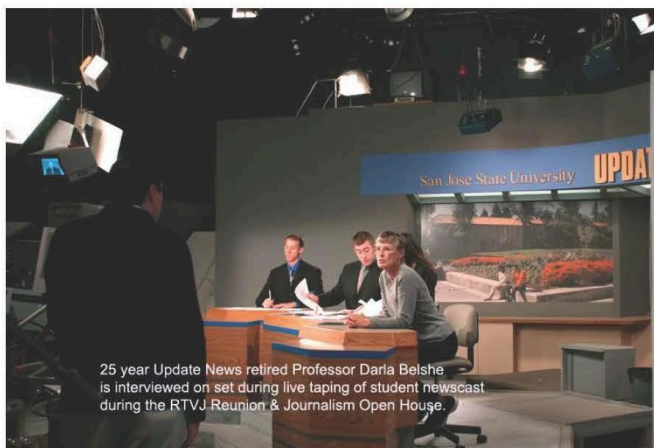 San Jose State University UPDAT
25 year Update News retired Professor Darla Belshe
is interviewed on set during live taping of student newscast
during the RTVJ Reunion & Journalism Open House.